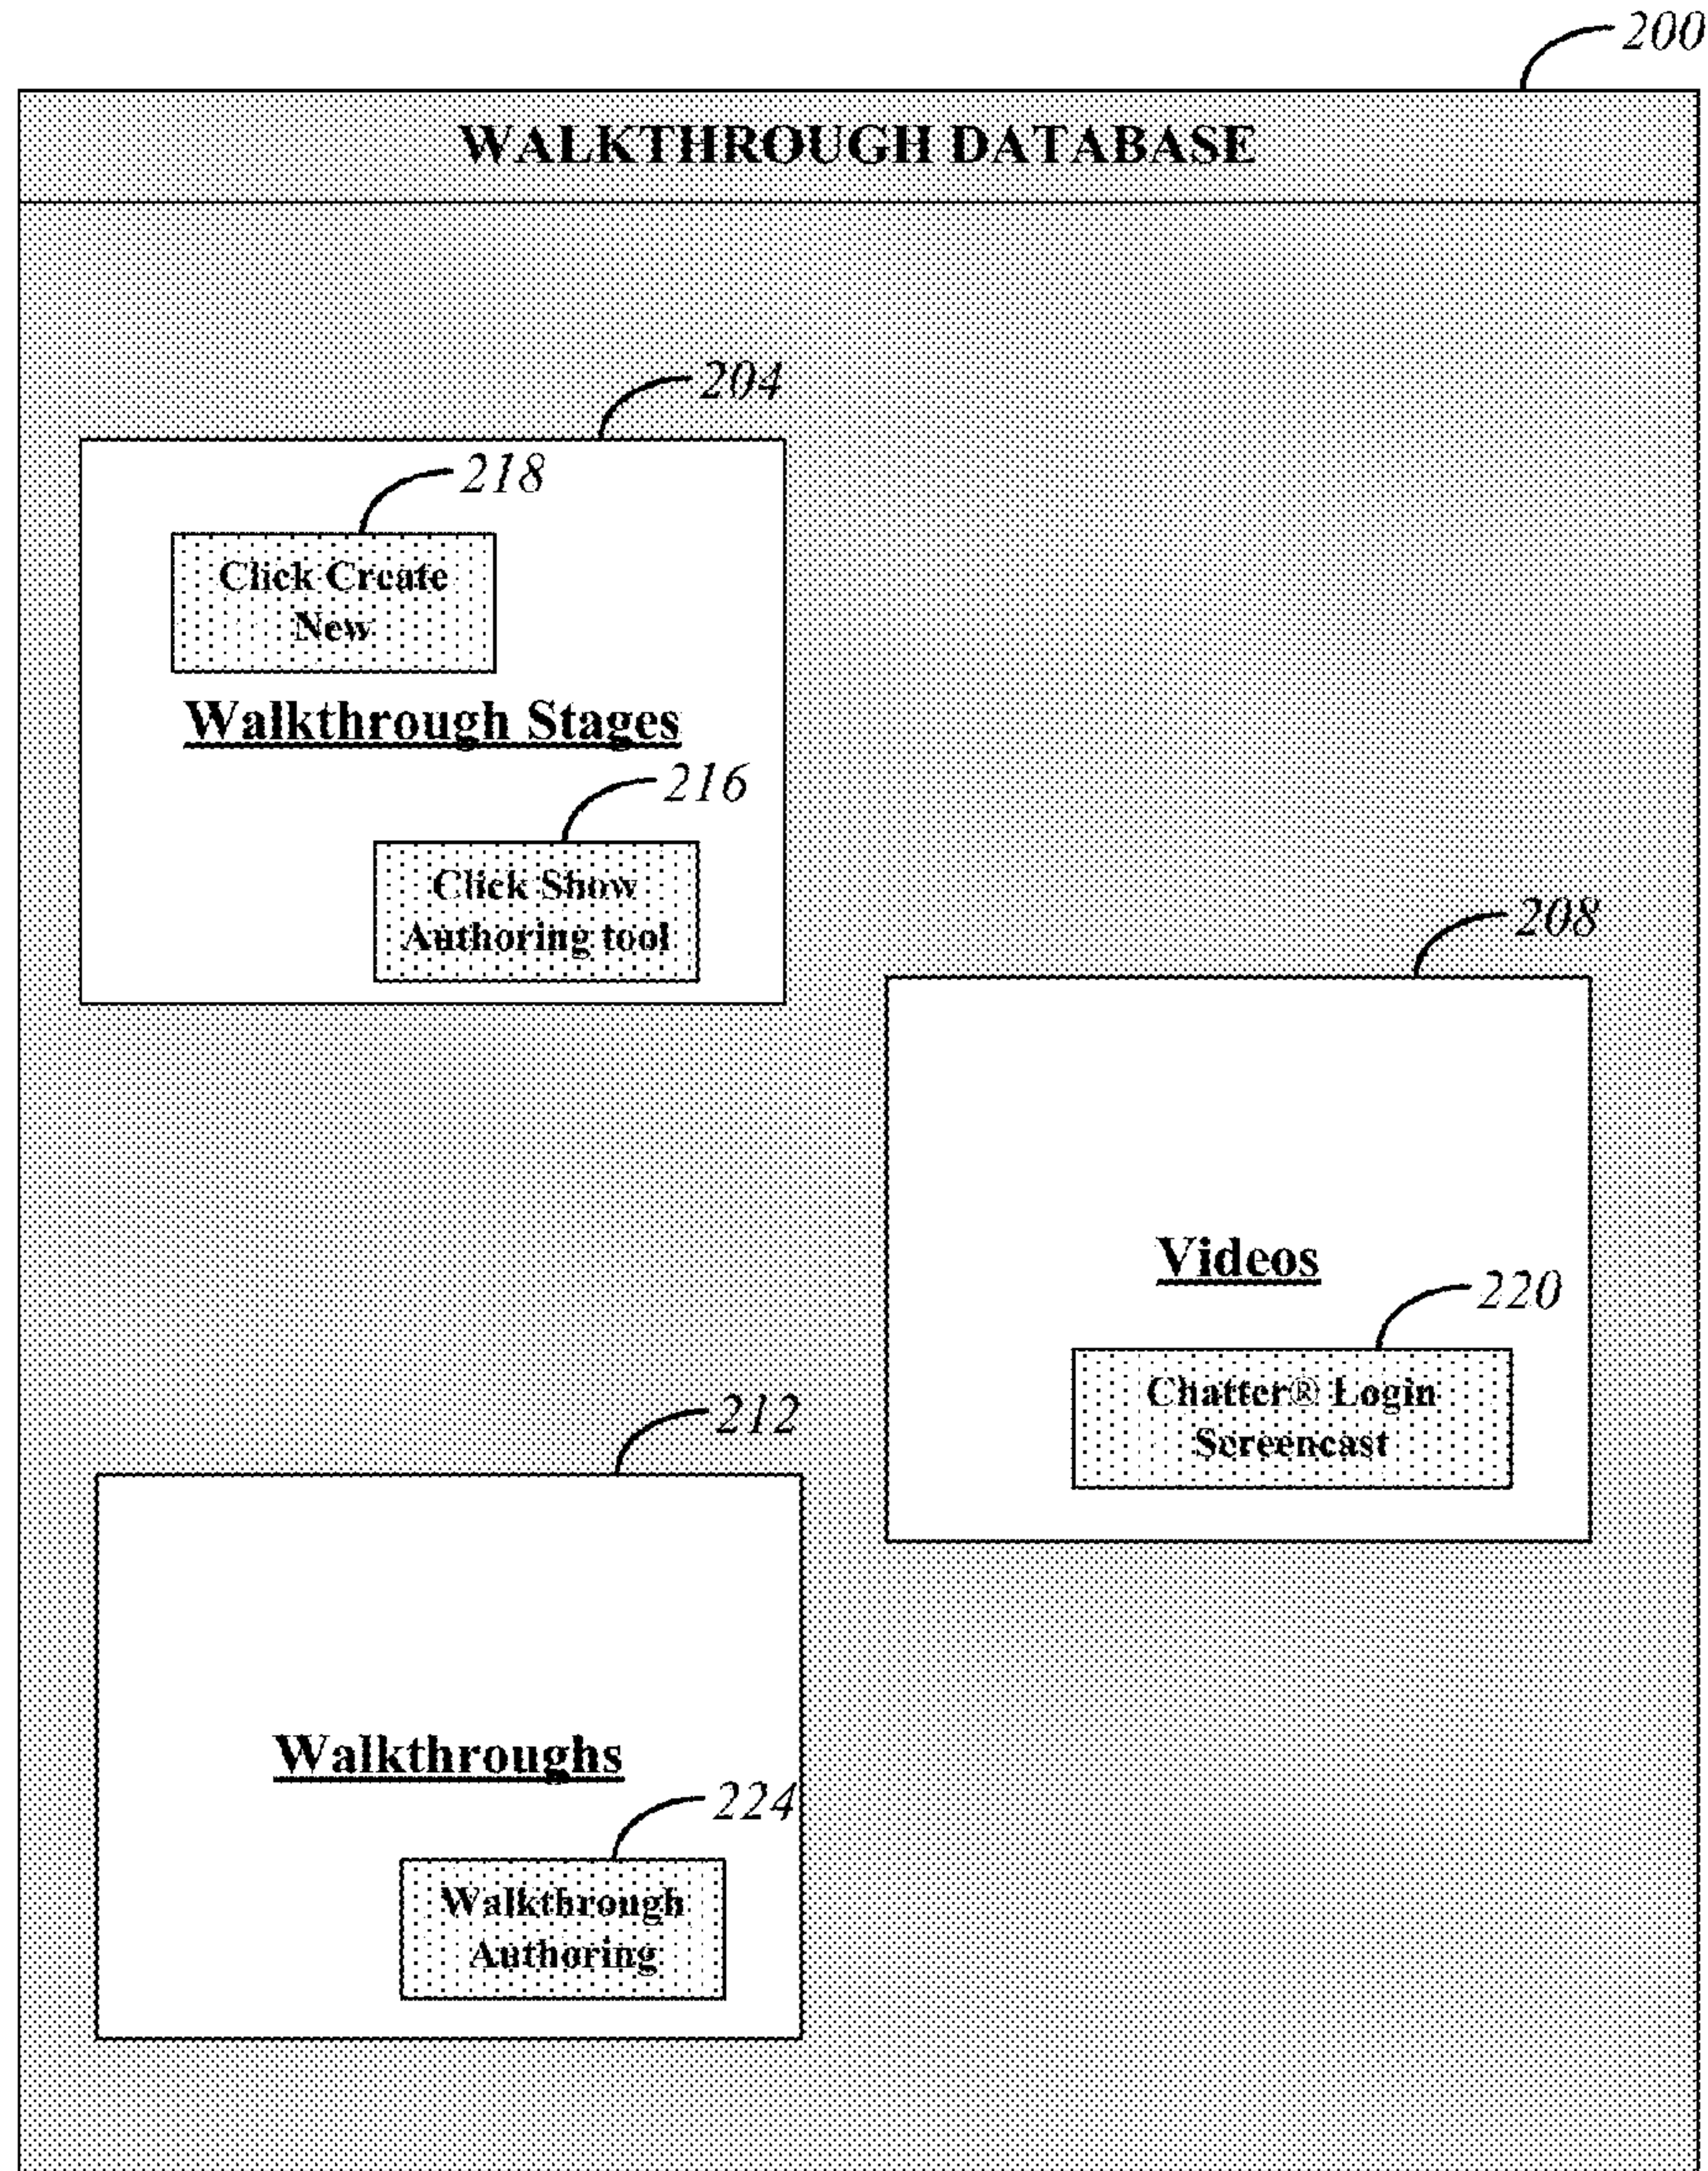 200
WALKTHROUGH DATABASE
204
218
Click Create
New
Walkthrough Stages
216
Click Show
Authoring tool
208
Videos
220
Chatter® Login
Screencast
212
Walkthroughs
224
Walkthrough
Authoring